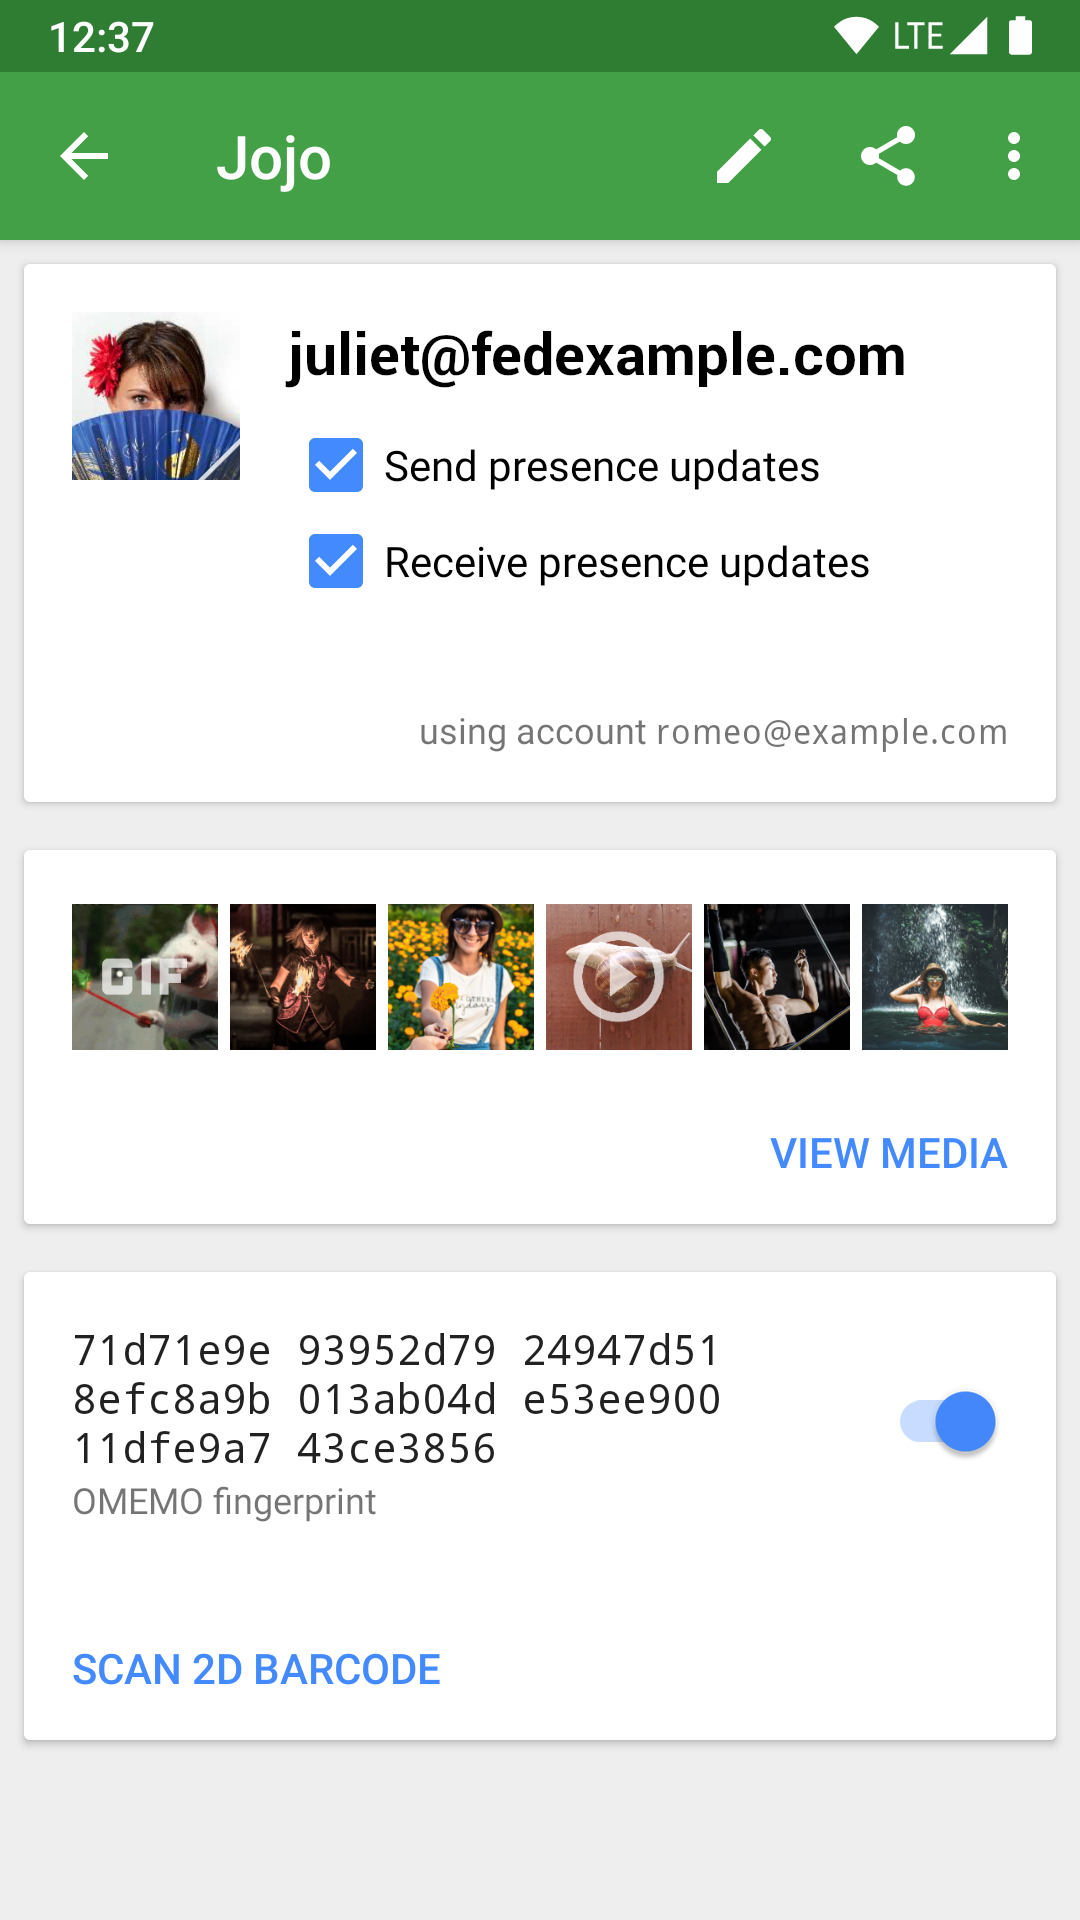 12:37
LTE
Jojo
juliet@fedexample.com
Send presence updates
Receive presence updates
using account romeo@example.com
GIF
VIEW MEDIA
71d71e9e 93952d79 24947d51
8efc8a9b 013ab04d e53ee900
11dfe9a7 43ce3856
OMEMO fingerprint
SCAN 2D BARCODE